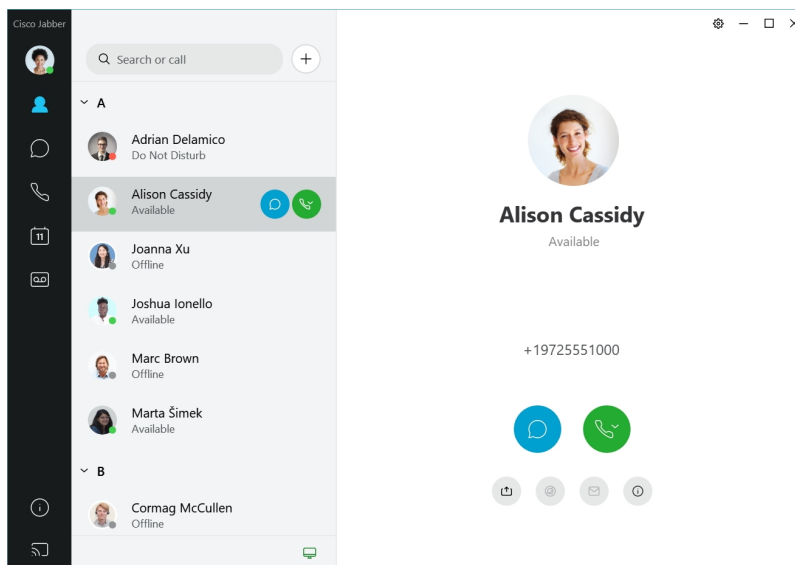 Cisco Jabber
Search or call
A
Adrian Delamico
Do Not Disturb
Alison Cassidy
Available
Joanna Xu
Offline
Joshua Ionello
Available
Marc Brown
Offline
Marta Šimek
Available
B
Cormag McCullen
Offline
11
Alison Cassidy
Available
+19725551000